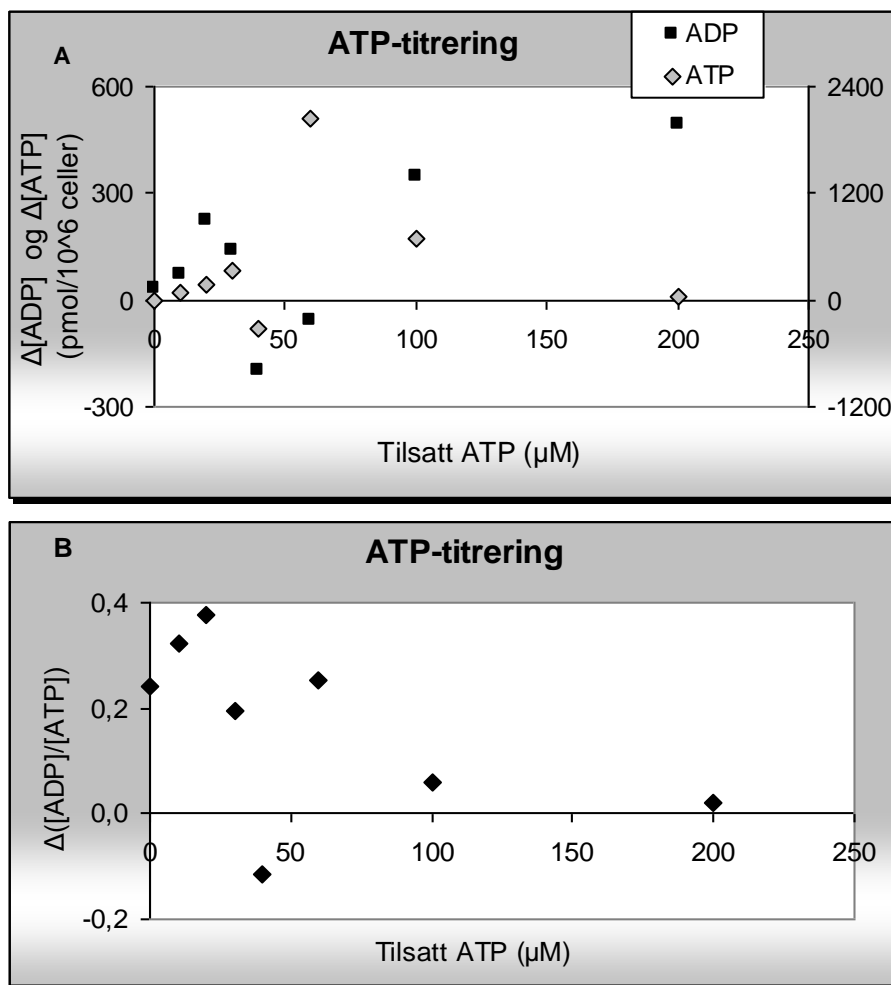 A
ATP-titrering
ADP
ATP
600
300
0
-300
2400
1200
0
-1200
0
50
100
150
200
250
Δ[ADP] og Δ[ATP]
(pmol/10^6 celler)
Tilsatt ATP (µM)
B
ATP-titrering
0,4
0,2
0,0
-0,2
0
50
100
150
200
250
Δ([ADP]/[ATP])
Tilsatt ATP (µM)